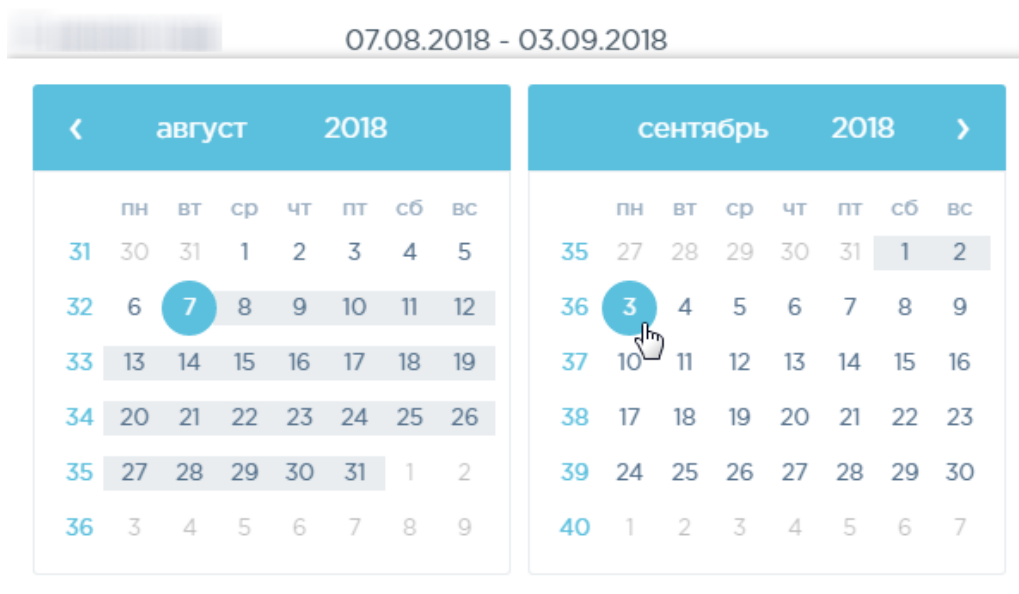 07.08.2018 - 03.09.2018
август 2018
пн вт ср чт пт сб вс
31 30 31 1 2 3 4 5
32 6 7 8 9 10 11 12
33 13 14 15 16 17 18 19
34 20 21 22 23 24 25 26
35 27 28 29 30 31 1 2
36 3 4 5 6 7 8 9
сентябрь 2018
пн вт ср чт пт сб вс
35 27 28 29 30 31 1 2
36 3 4 5 6 7 8 9
37 10 11 12 13 14 15 16
38 17 18 19 20 21 22 23
39 24 25 26 27 28 29 30
40 1 2 3 4 5 6 7